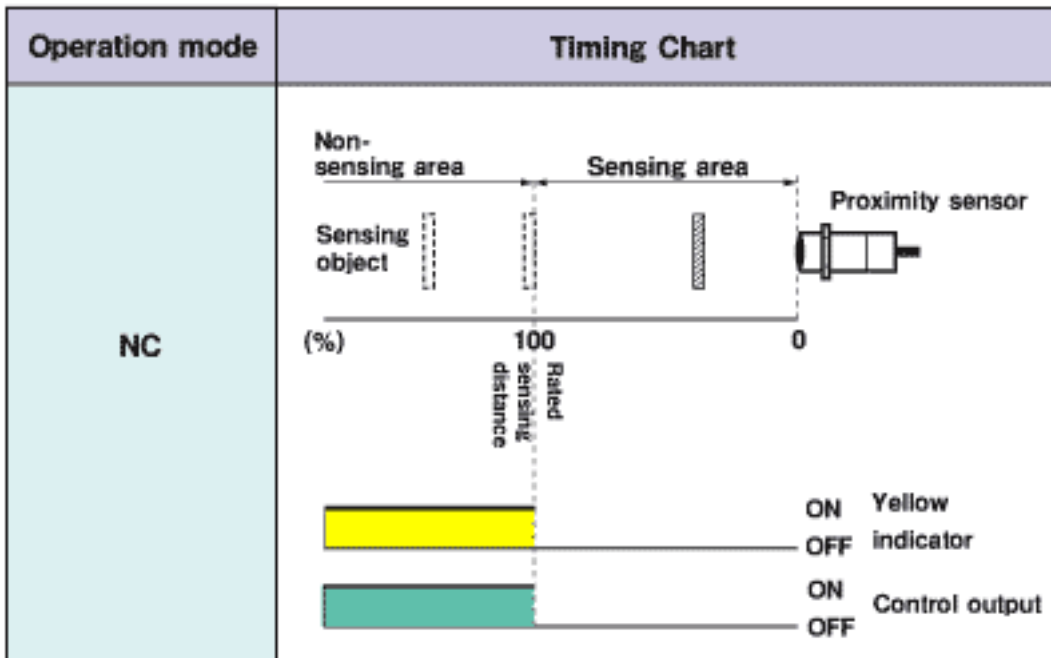 Operation mode
Timing Chart
NC
Non-
sensing area
Sensing area
Proximity sensor
Sensing
object
(%)
100
0
Rated
sensing
distance
ON
OFF
Yellow
indicator
ON
OFF
Control output